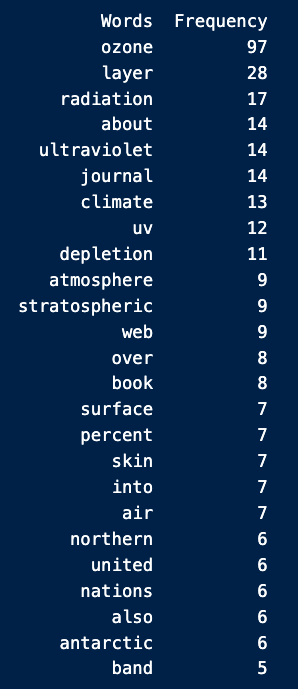 Words Frequency
ozone 97
layer 28
radiation 17
about 14
ultraviolet 14
journal 14
climate 13
uv 12
depletion 11
atmosphere 9
stratospheric 9
web 9
over 8
book 8
surface 7
percent 7
skin 7
into 7
air 7
northern 6
united 6
nations 6
also 6
antarctic 6
band 5